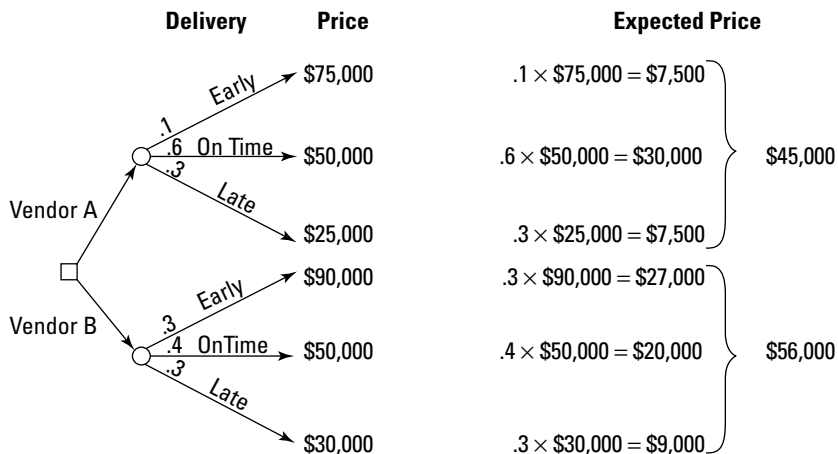 Delivery Price Expected Price
Early $75,000 .1 × $75,000 = $7,500
.1
.6 On Time $50,000 .6 × $50,000 = $30,000 $45,000
.3
Late
Vendor A
$25,000 .3 × $25,000 = $7,500
Early $90,000 .3 × $90,000 = $27,000
Vendor B
.3
.4 OnTime $50,000 .4 × $50,000 = $20,000 $56,000
.3
Late
$30,000 .3 × $30,000 = $9,000